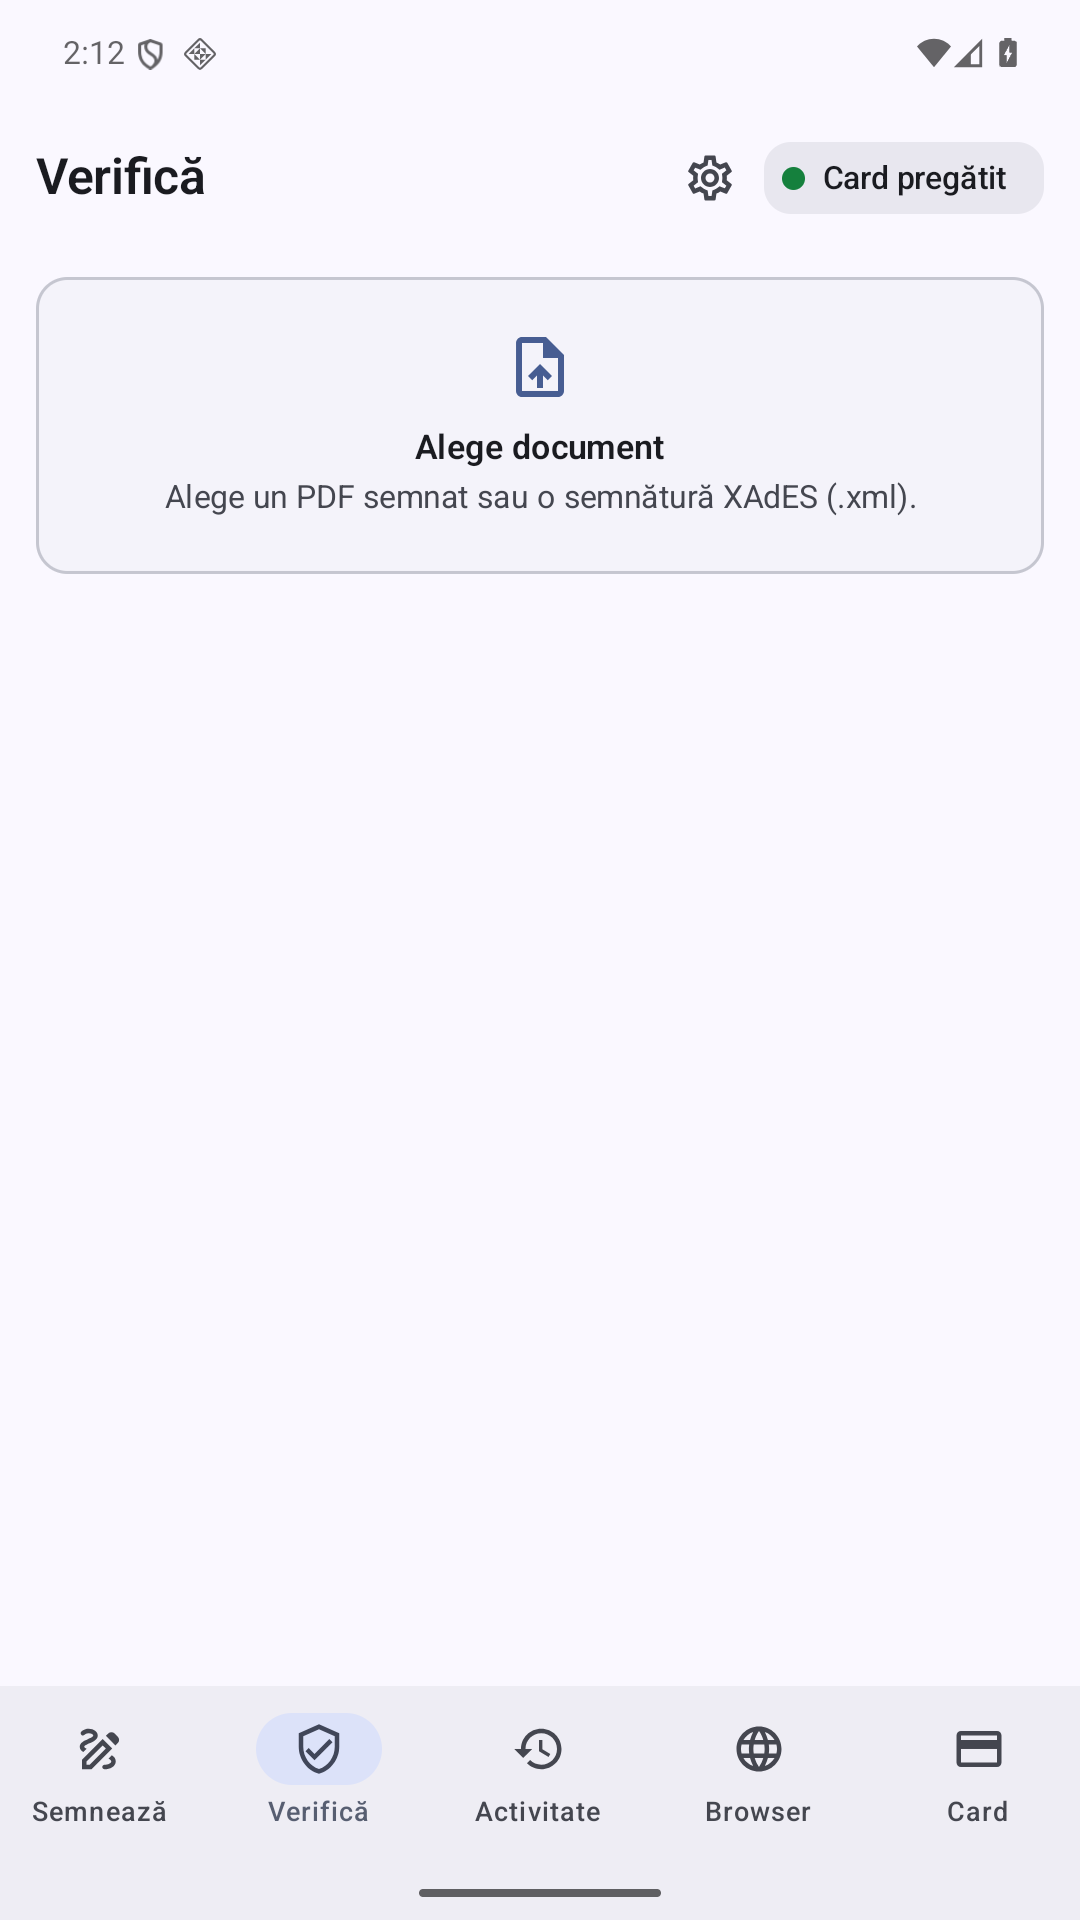 2:12
Verifică
Card pregătit
Alege document
Alege un PDF semnat sau o semnătură XAdES (.xml).
Semnează
Verifică
Activitate
Browser
Card